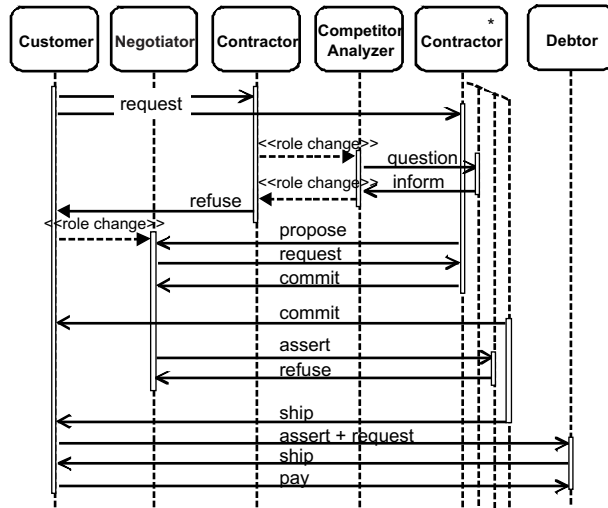 Customer
Negotiator
Contractor
Competitor
Analyzer
Contractor *
Debtor
request
<<role change>>
question
<<role change>>
inform
refuse
<<role change>>
propose
request
commit
commit
assert
refuse
ship
assert + request
ship
pay